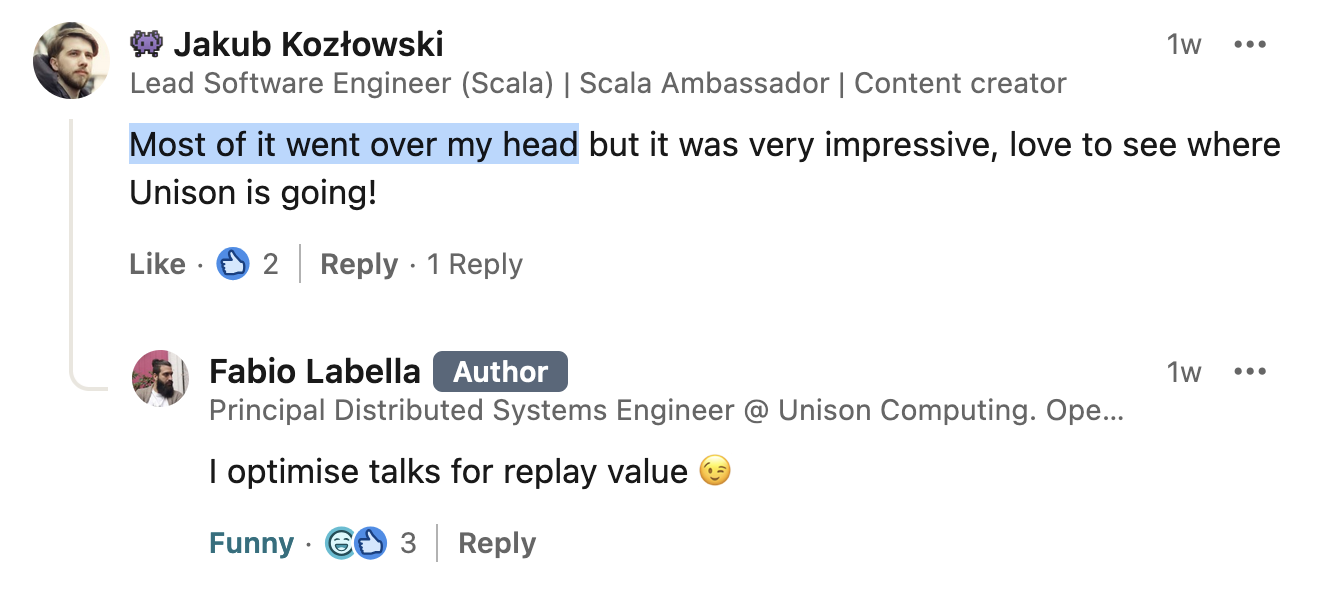 👾 Jakub Kozłowski
1w
Lead Software Engineer (Scala) | Scala Ambassador | Content creator
Most of it went over my head but it was very impressive, love to see where
Unison is going!
Like · 2 | Reply · 1 Reply
Fabio Labella Author
1w
Principal Distributed Systems Engineer @ Unison Computing. Ope...
I optimise talks for replay value 😉
Funny · 3 | Reply